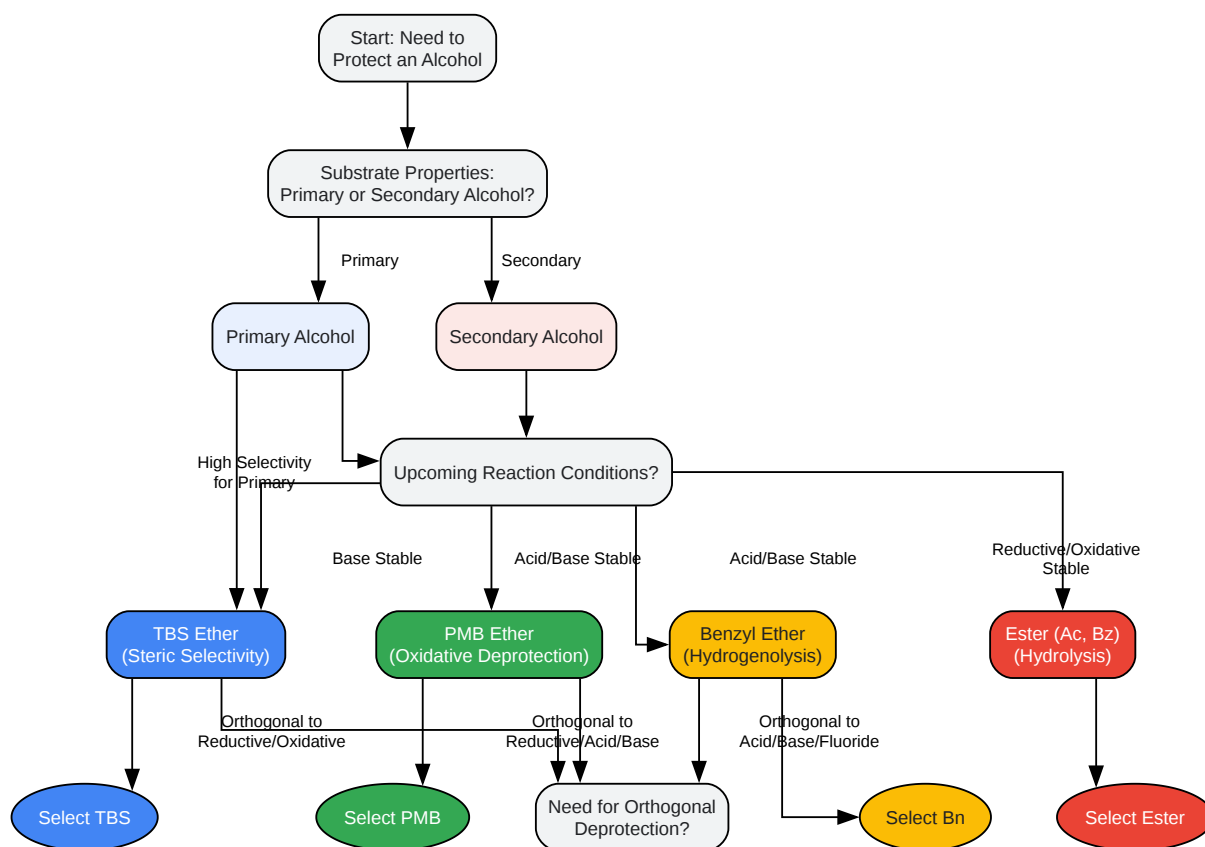 Start: Need to
Protect an Alcohol
Substrate Properties:
Primary or Secondary Alcohol?
Primary
Secondary
Primary Alcohol
Secondary Alcohol
High Selectivity
for Primary
Upcoming Reaction Conditions?
Base Stable
Acid/Base Stable
Acid/Base Stable
Reductive/Oxidative
Stable
TBS Ether
(Steric Selectivity)
PMB Ether
(Oxidative Deprotection)
Benzyl Ether
(Hydrogenolysis)
Ester (Ac, Bz)
(Hydrolysis)
Orthogonal to
Reductive/Oxidative
Orthogonal to
Reductive/Acid/Base
Orthogonal to
Acid/Base/Fluoride
Select TBS
Select PMB
Need for Orthogonal
Deprotection?
Select Bn
Select Ester